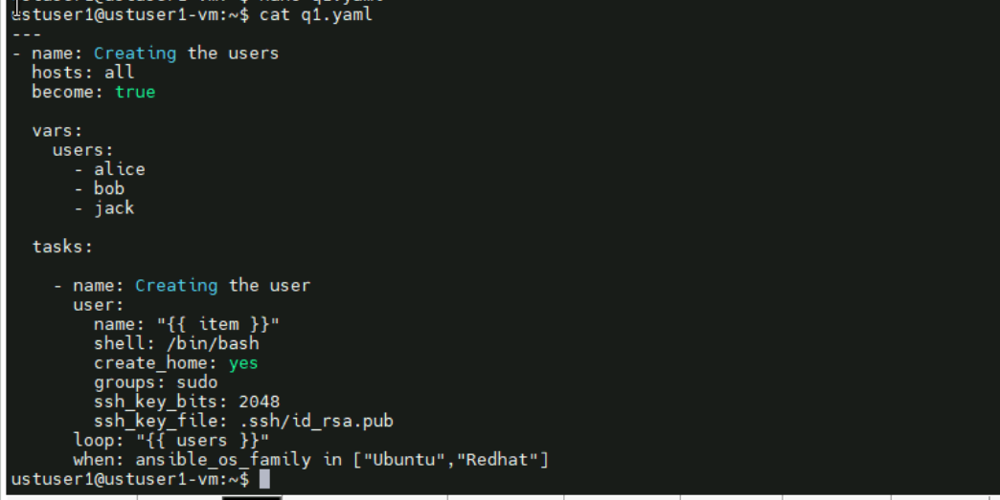 ustuser1@ustuser1-vm:~$ cat q1.yaml
---
- name: Creating the users
  hosts: all
  become: true

  vars:
    users:
      - alice
      - bob
      - jack

  tasks:

    - name: Creating the user
      user:
        name: "{{ item }}"
        shell: /bin/bash
        create_home: yes
        groups: sudo
        ssh_key_bits: 2048
        ssh_key_file: .ssh/id_rsa.pub
      loop: "{{ users }}"
      when: ansible_os_family in ["Ubuntu","Redhat"]
ustuser1@ustuser1-vm:~$